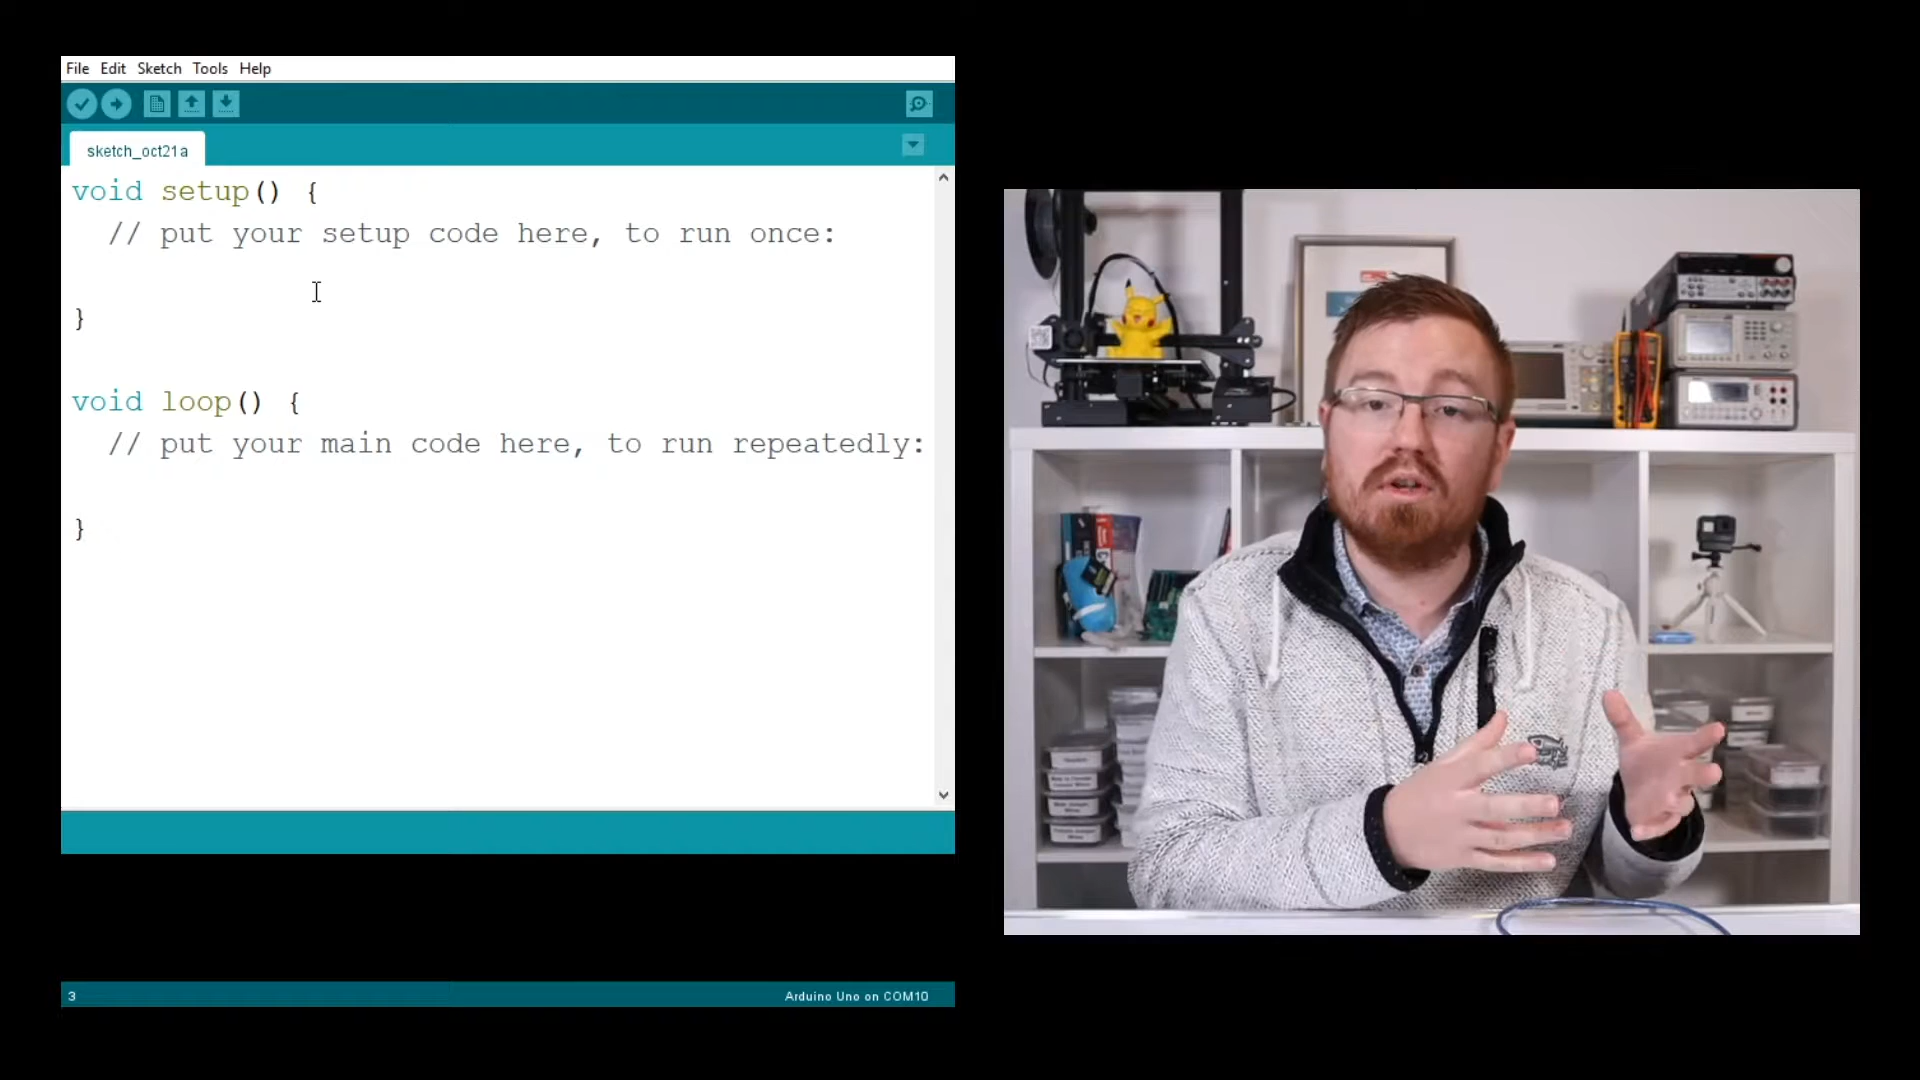 File Edit Sketch Tools Help
sketch_oct21a
void setup() {
// put your setup code here, to run once:
}
void loop() {
// put your main code here, to run repeatedly:
}
3
Arduino Uno on COM10